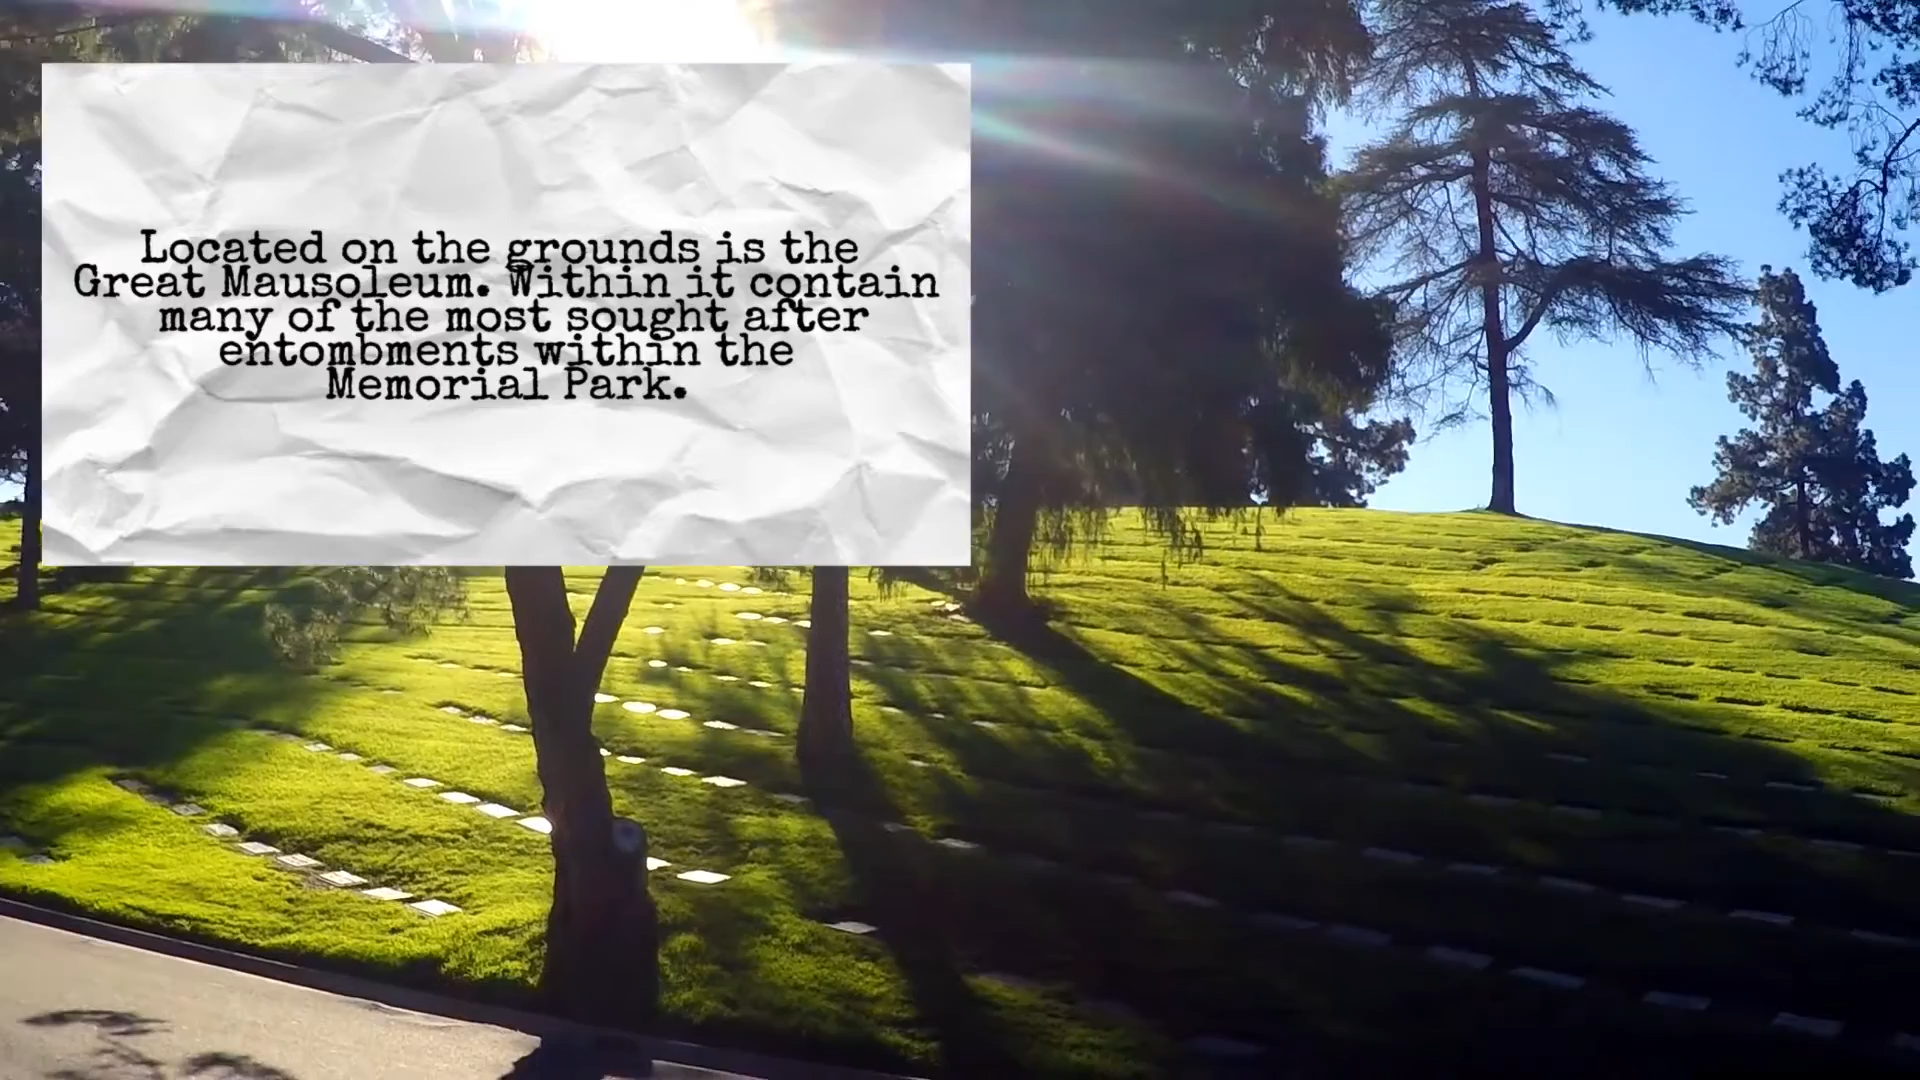 Located on the grounds is the
Great Mausoleum. Within it contain
many of the most sought after
entombments within the
Memorial Park.